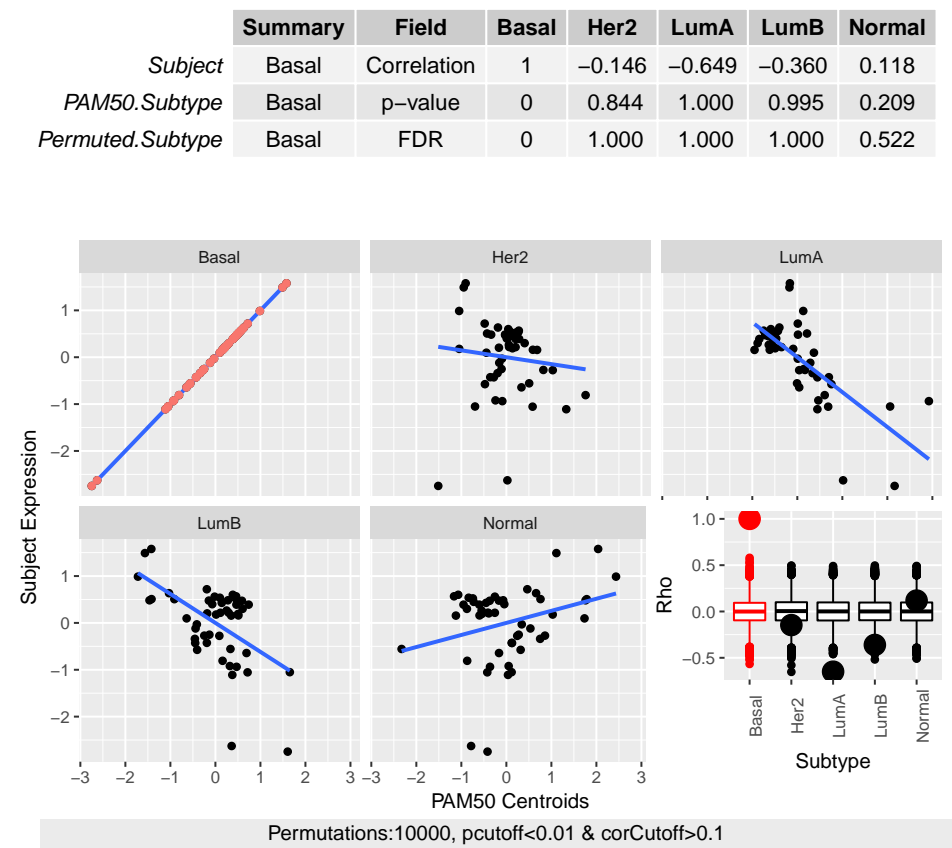 Summary Field Basal Her2 LumA LumB Normal
Subject Basal Correlation 1 −0.146 −0.649 −0.360 0.118
PAM50.Subtype Basal p−value 0 0.844 1.000 0.995 0.209
Permuted.Subtype Basal FDR 0 1.000 1.000 1.000 0.522
Basal Her2 LumA
1
0
−1
−2
Subject Expression
LumB Normal
1
0
−1
−2
−3 −2 −1 0 1 2 3 −3 −2 −1 0 1 2 3
PAM50 Centroids
1.0
0.5
0.0
−0.5
Rho
Basal Her2 LumA LumB Normal
Subtype
Permutations:10000, pcutoff<0.01 & corCutoff>0.1